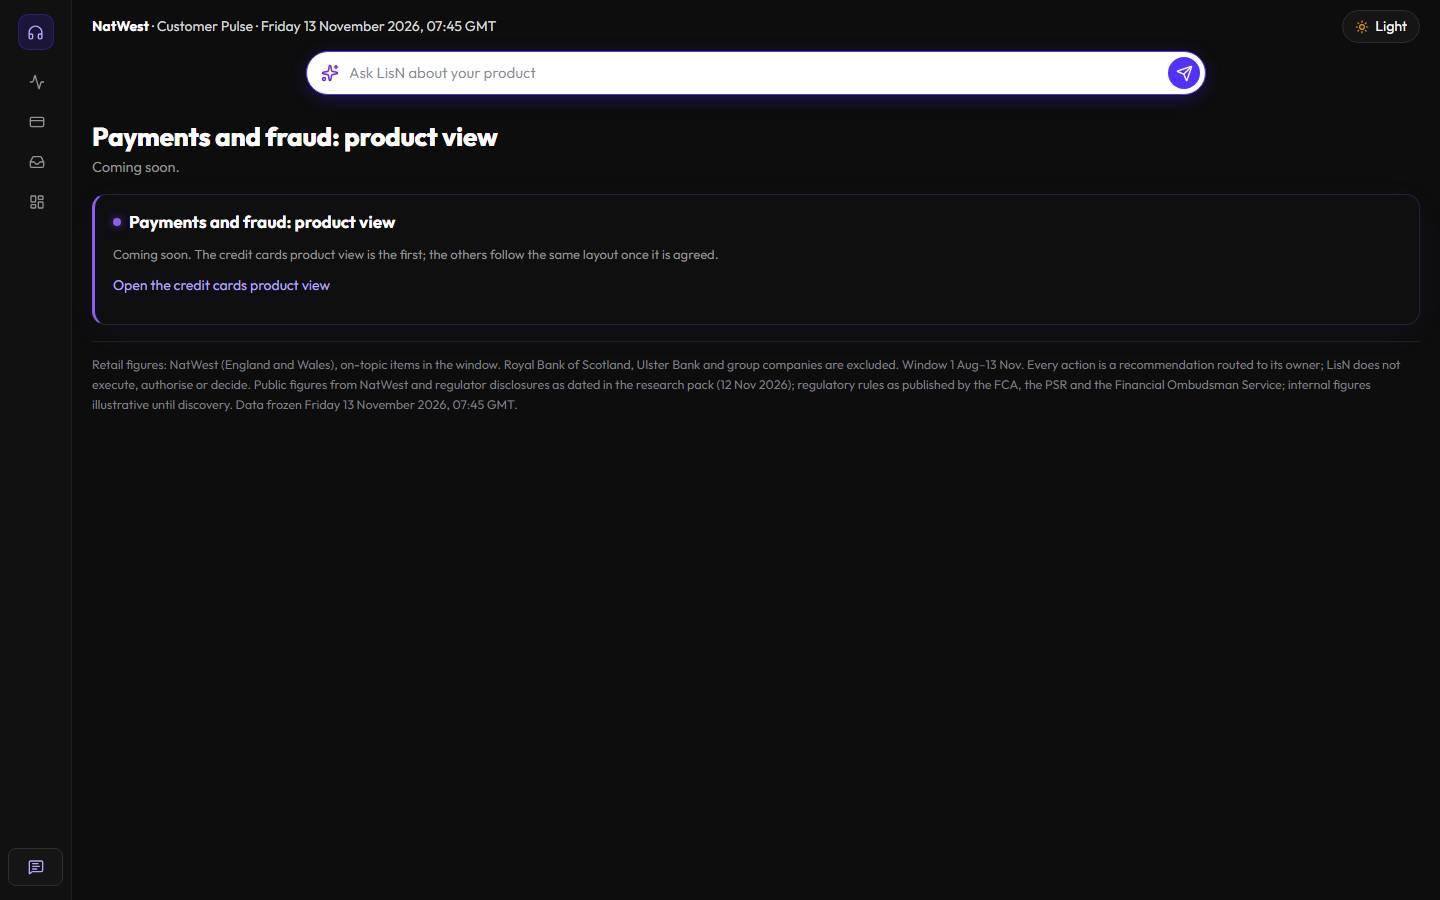 NatWest · Customer Pulse · Friday 13 November 2026, 07:45 GMT
Light
Ask LisN about your product
Payments and fraud: product view
Coming soon.
Payments and fraud: product view
Coming soon. The credit cards product view is the first; the others follow the same layout once it is agreed.
Open the credit cards product view
Retail figures: NatWest (England and Wales), on-topic items in the window. Royal Bank of Scotland, Ulster Bank and group companies are excluded. Window 1 Aug–13 Nov. Every action is a recommendation routed to its owner; LisN does not
execute, authorise or decide. Public figures from NatWest and regulator disclosures as dated in the research pack (12 Nov 2026); regulatory rules as published by the FCA, the PSR and the Financial Ombudsman Service; internal figures
illustrative until discovery. Data frozen Friday 13 November 2026, 07:45 GMT.